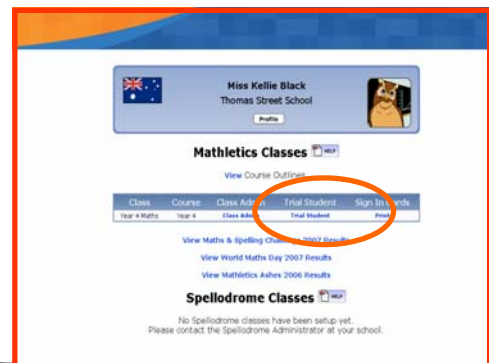 Miss Kellie Black
Thomas Street School
Profile
Mathletics Classes HELP
View Course Outlines
Class Course Class Admin Trial Student Sign In Cards
Year 4 Maths Year 4 Class Admin Trial Student Print
View Maths & Spelling Challenge 2007 Results
View World Maths Day 2007 Results
View Mathletics Ashes 2006 Results
Spellodrome Classes HELP
No Spellodrome classes have been setup yet.
Please contact the Spellodrome Administrator at your school.